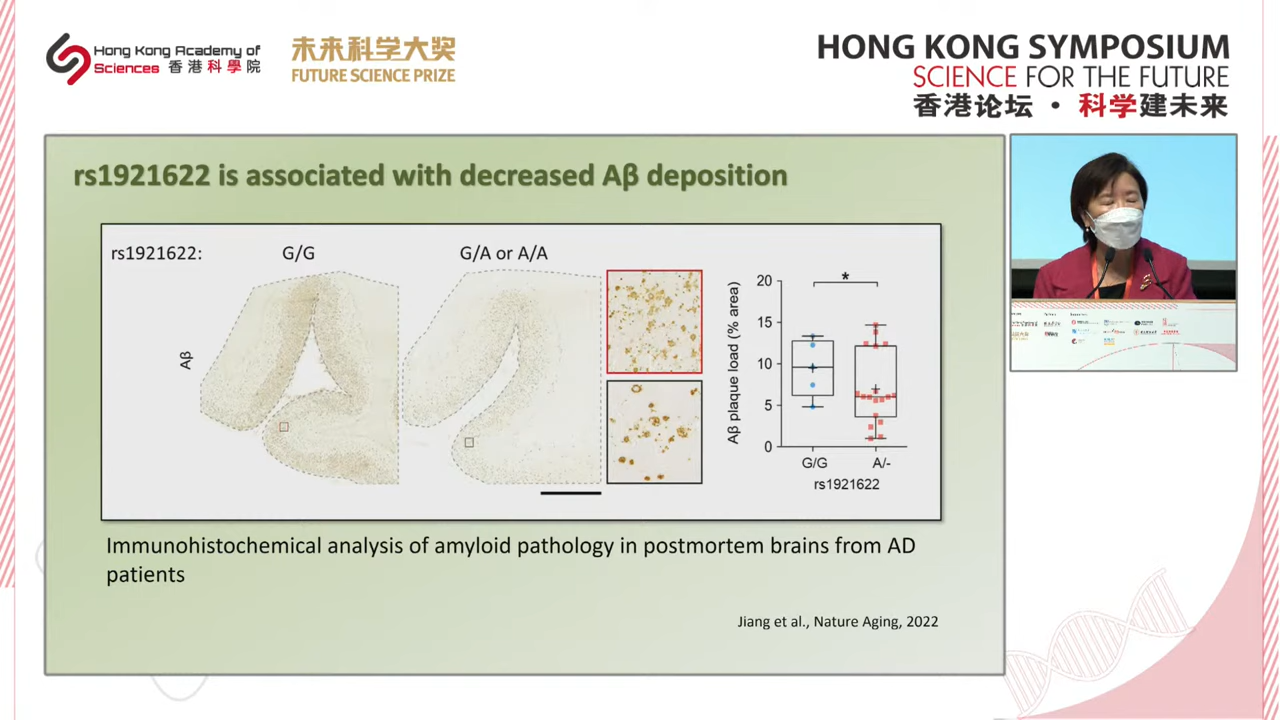 Hong Kong Academy of
Sciences 香港科學院
未来科学大奖
FUTURE SCIENCE PRIZE
HONG KONG SYMPOSIUM
SCIENCE FOR THE FUTURE
香港论坛 · 科学建未来
rs1921622 is associated with decreased Aβ deposition
rs1921622:
G/G
G/A or A/A
Aβ
Aβ plaque load (% area)
20
15
10
5
0
*
G/G
A/-
rs1921622
Immunohistochemical analysis of amyloid pathology in postmortem brains from AD
patients
Jiang et al., Nature Aging, 2022